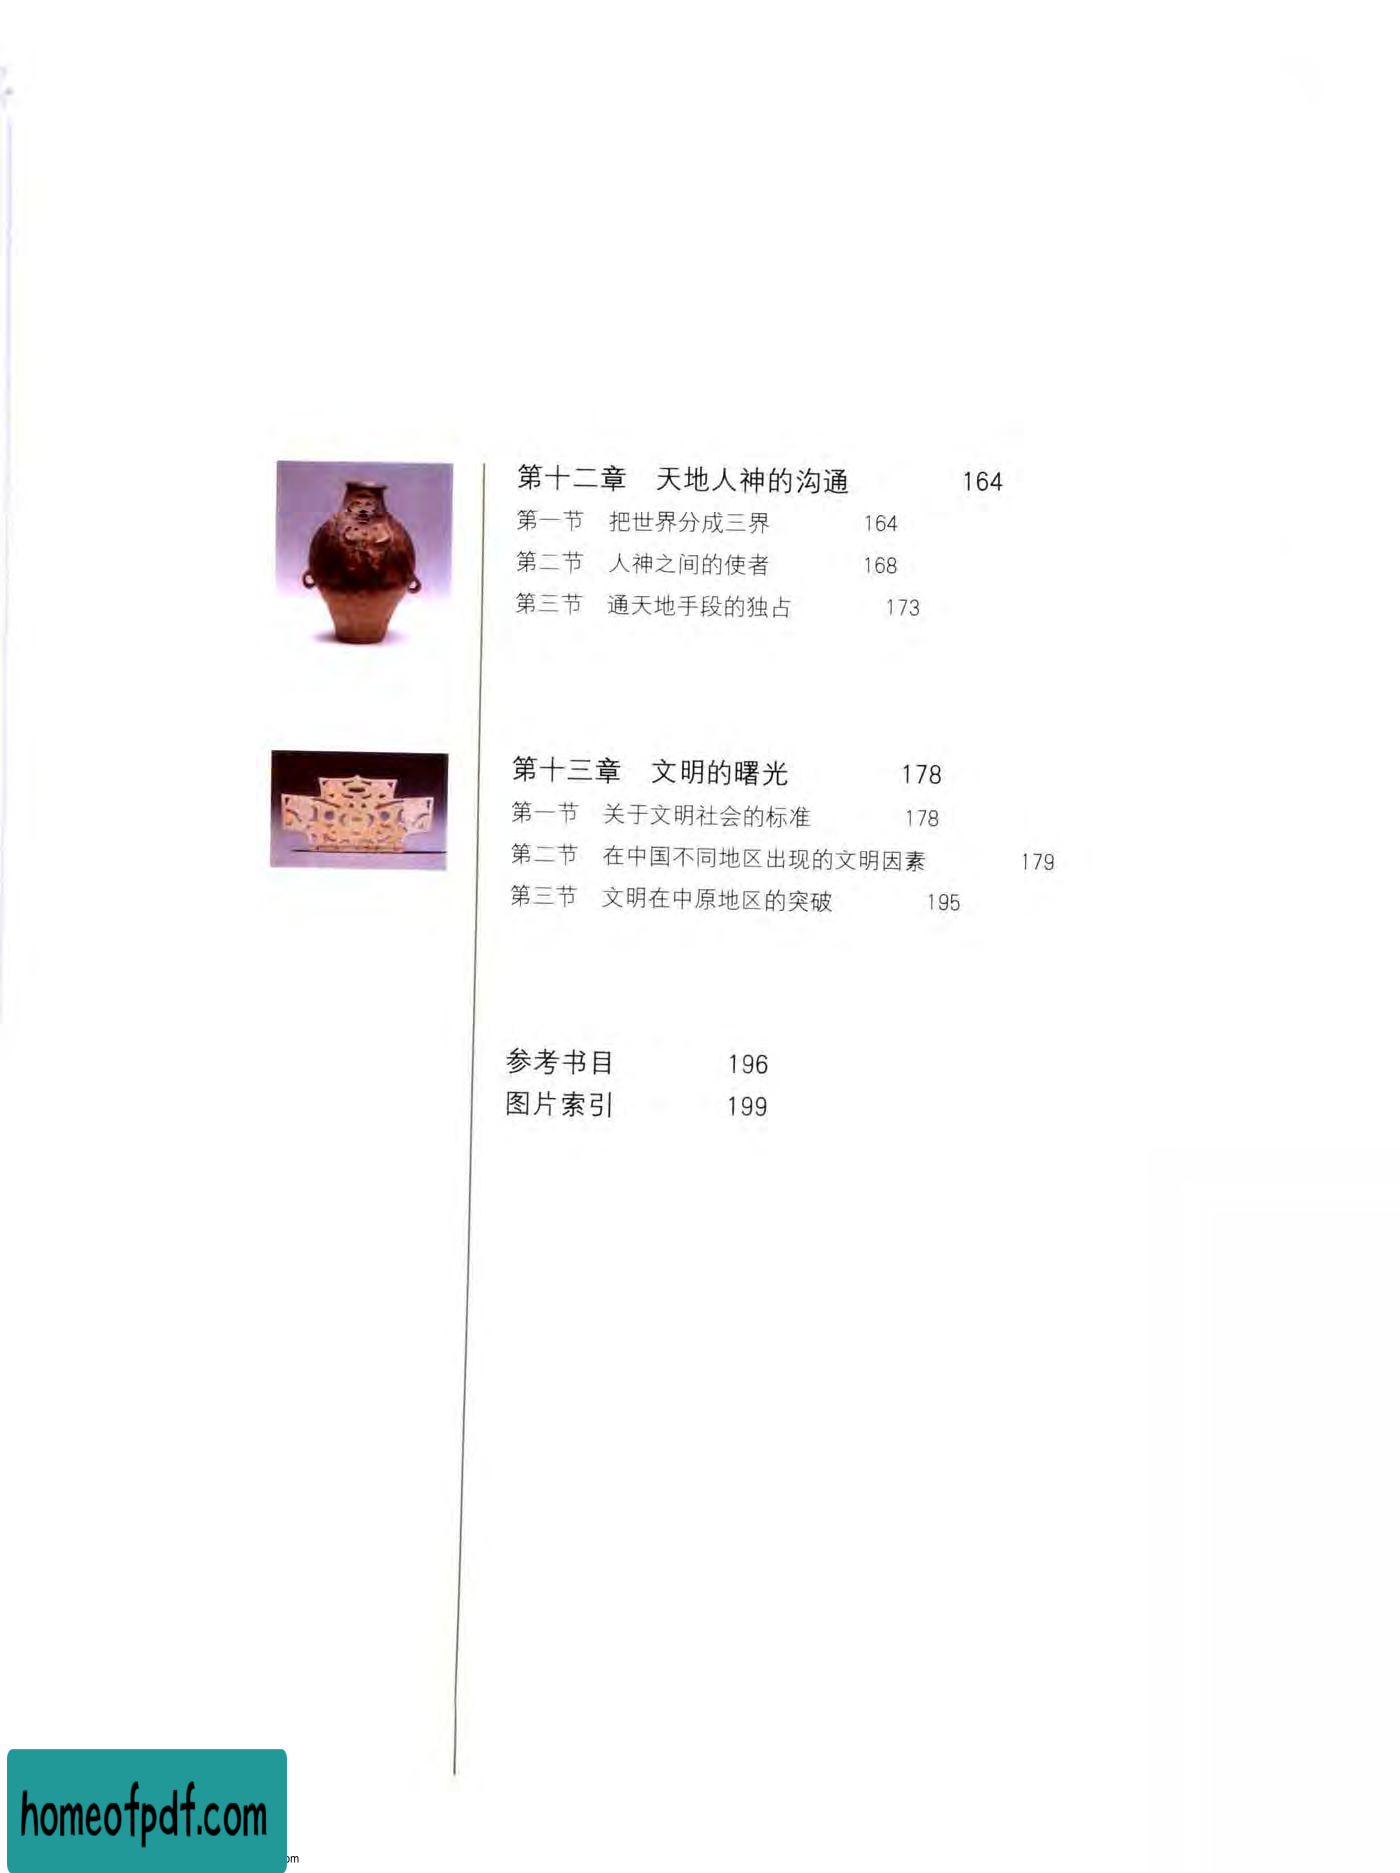 第十二章 天地人神的沟通 164
第一节 把世界分成三界 164
第二节 人神之间的使者 168
第三节 通天地手段的独占 173
第十三章 文明的曙光 178
第一节 关于文明社会的标准 178
第二节 在中国不同地区出现的文明因素 179
第三节 文明在中原地区的突破 195
参考书目 196
图片索引 199
homeofpdf.com
om